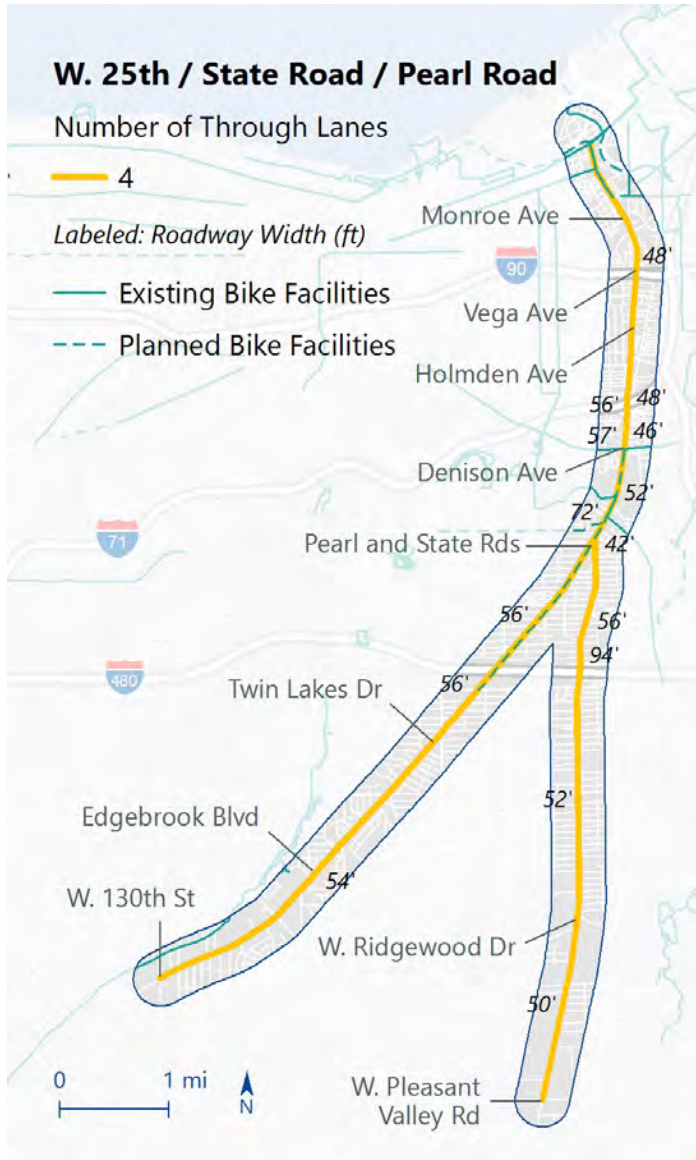 W. 25th / State Road / Pearl Road
Number of Through Lanes
4
Labeled: Roadway Width (ft)
Existing Bike Facilities
Planned Bike Facilities
Monroe Ave
48'
90
Vega Ave
Holmden Ave
56'
48'
57'
46'
Denison Ave
52'
72'
71
Pearl and State Rds
42'
56'
56'
94'
480
56'
Twin Lakes Dr
52'
Edgebrook Blvd
54'
W. 130th St
W. Ridgewood Dr
50'
0 1 mi
N
W. Pleasant
Valley Rd